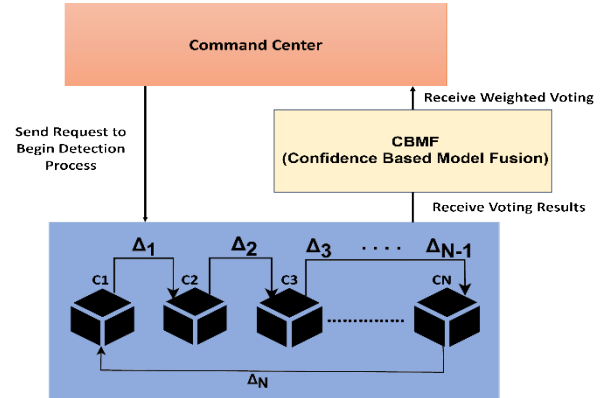 Command Center
Receive Weighted Voting
Send Request to
Begin Detection
Process
CBMF
(Confidence Based Model Fusion)
Receive Voting Results
Δ1 Δ2 Δ3 . . . . ΔN-1
C1 C2 C3 CN
ΔN